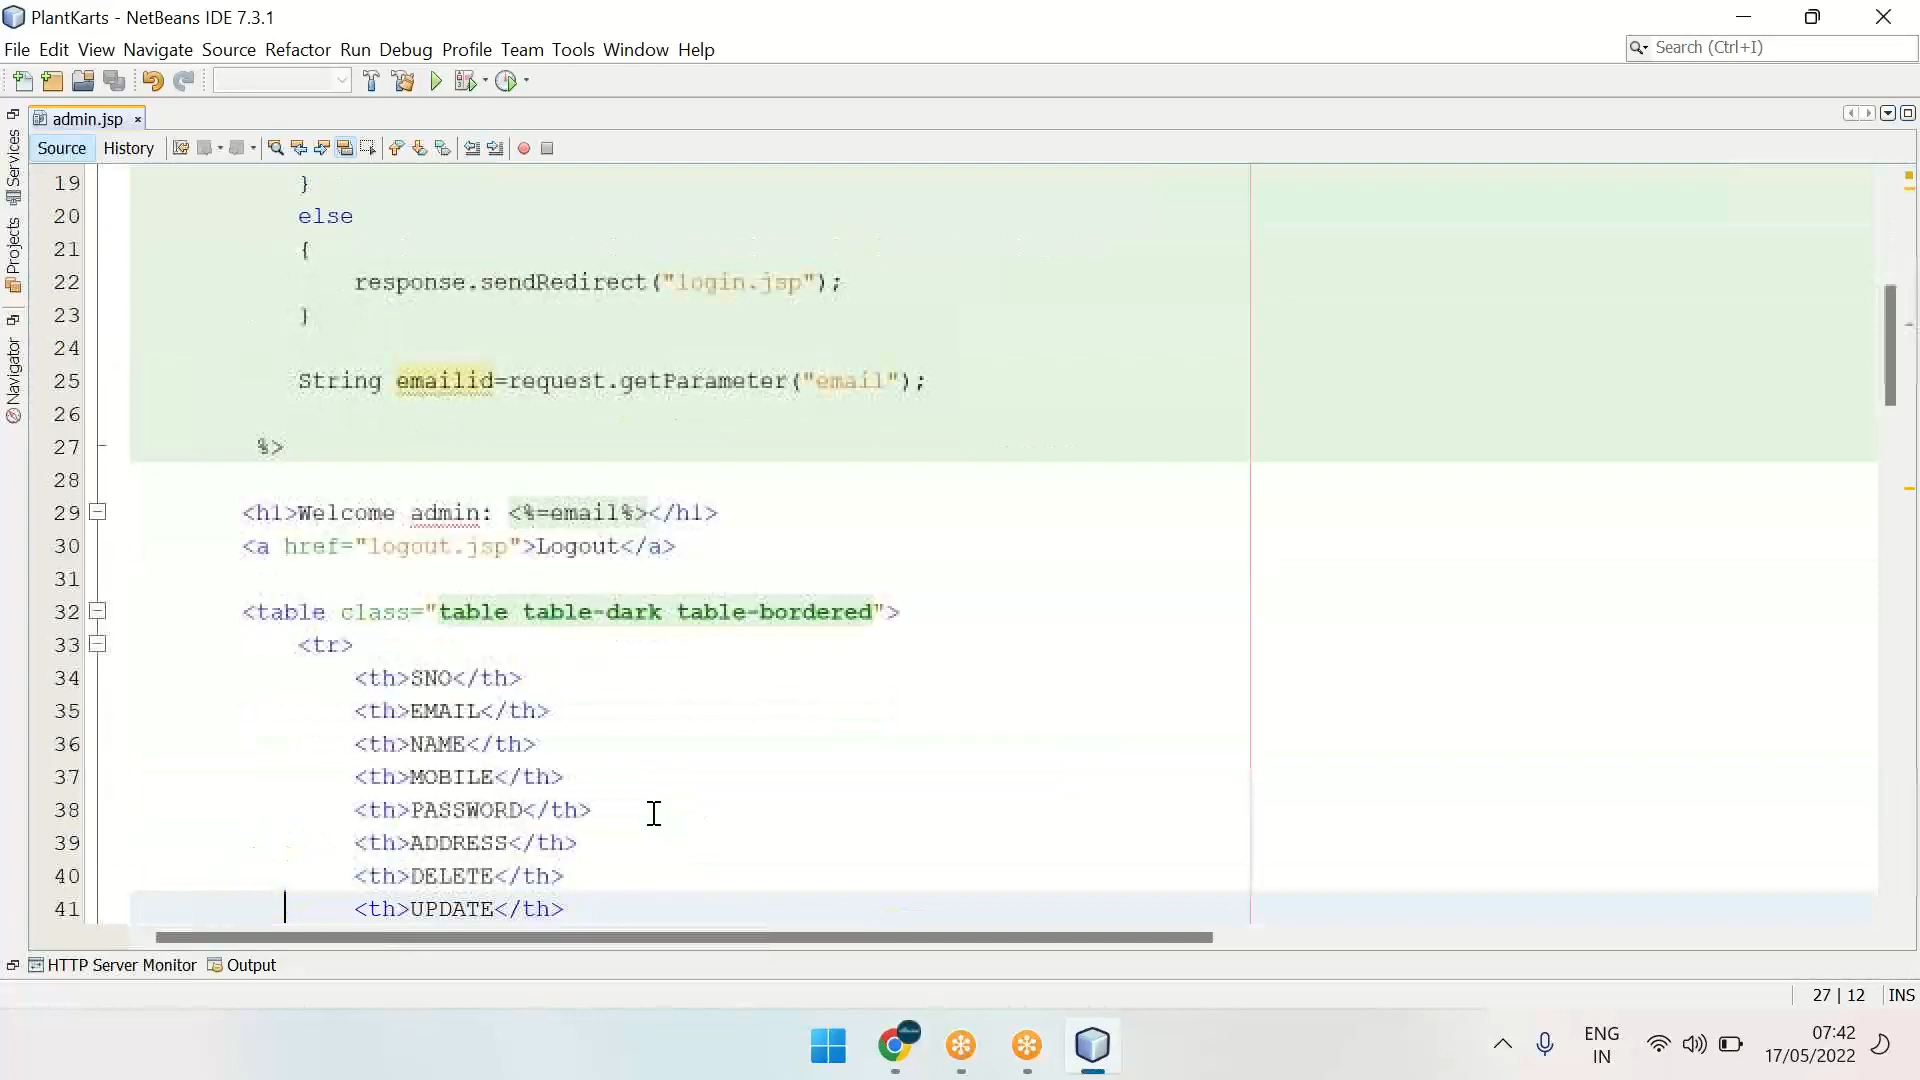 PlantKarts - NetBeans IDE 7.3.1
File Edit View Navigate Source Refactor Run Debug Profile Team Tools Window Help
Search (Ctrl+I)
admin.jsp
Source History
Services
Projects
Navigator
19 }
20 else
21 {
22 response.sendRedirect("login.jsp");
23 }
24
25 String emailid=request.getParameter("email");
26
27 %>
28
29 <h1>Welcome admin: <%=email%></h1>
30 <a href="logout.jsp">Logout</a>
31
32 <table class="table table-dark table-bordered">
33 <tr>
34 <th>SNO</th>
35 <th>EMAIL</th>
36 <th>NAME</th>
37 <th>MOBILE</th>
38 <th>PASSWORD</th>
39 <th>ADDRESS</th>
40 <th>DELETE</th>
41 <th>UPDATE</th>
HTTP Server Monitor Output
27 | 12 INS
ENG
IN
07:42
17/05/2022